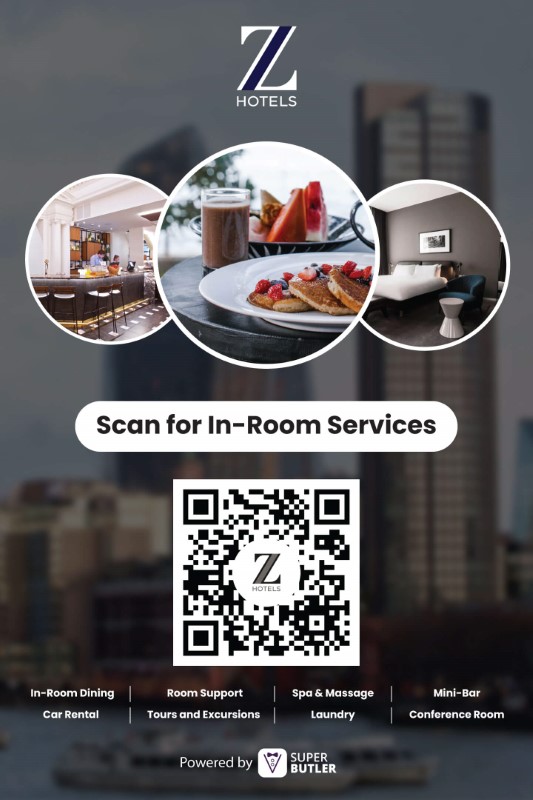 Z
HOTELS
Scan for In-Room Services
Z
HOTELS
In-Room Dining | Room Support | Spa & Massage | Mini-Bar
Car Rental | Tours and Excursions | Laundry | Conference Room
Powered by SUPER BUTLER